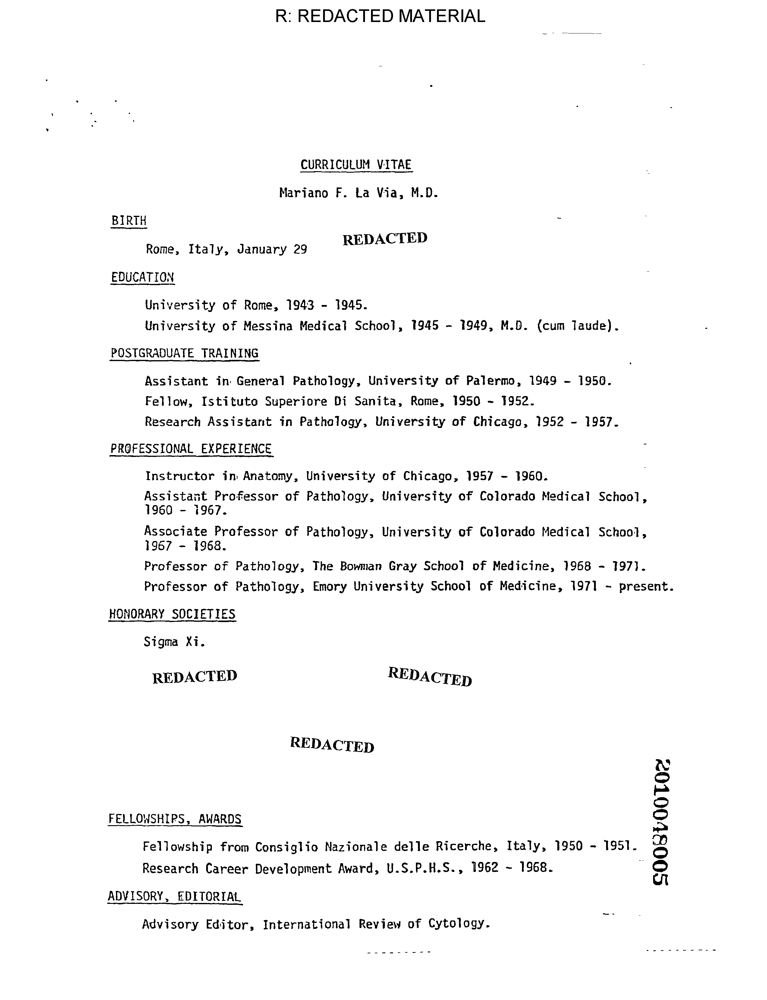 R: REDACTED MATERIAL
CURRICULUM VITAE
Mariano F. La Via, M.D.
BIRTH
Rome, Italy, January 29 REDACTED
EDUCATION
University of Rome, 1943 - 1945.
University of Messina Medical School, 1945 - 1949, M.D. (cum laude).
POSTGRADUATE TRAINING
Assistant in General Pathology, University of Palermo, 1949 - 1950.
Fellow, Istituto Superiore Di Sanita, Rome, 1950 - 1952.
Research Assistant in Pathology, University of Chicago, 1952 - 1957.
PROFESSIONAL EXPERIENCE
Instructor in Anatomy, University of Chicago, 1957 - 1960.
Assistant Professor of Pathology, University of Colorado Medical School,
1960 - 1967.
Associate Professor of Pathology, University of Colorado Medical School,
1967 - 1968.
Professor of Pathology, The Bowman Gray School of Medicine, 1968 - 1971.
Professor of Pathology, Emory University School of Medicine, 1971 - present.
HONORARY SOCIETIES
Sigma Xi.
REDACTED REDACTED
REDACTED
FELLOWSHIPS, AWARDS
Fellowship from Consiglio Nazionale delle Ricerche, Italy, 1950 - 1951.
Research Career Development Award, U.S.P.H.S., 1962 - 1968.
ADVISORY, EDITORIAL
Advisory Editor, International Review of Cytology.
2010048005